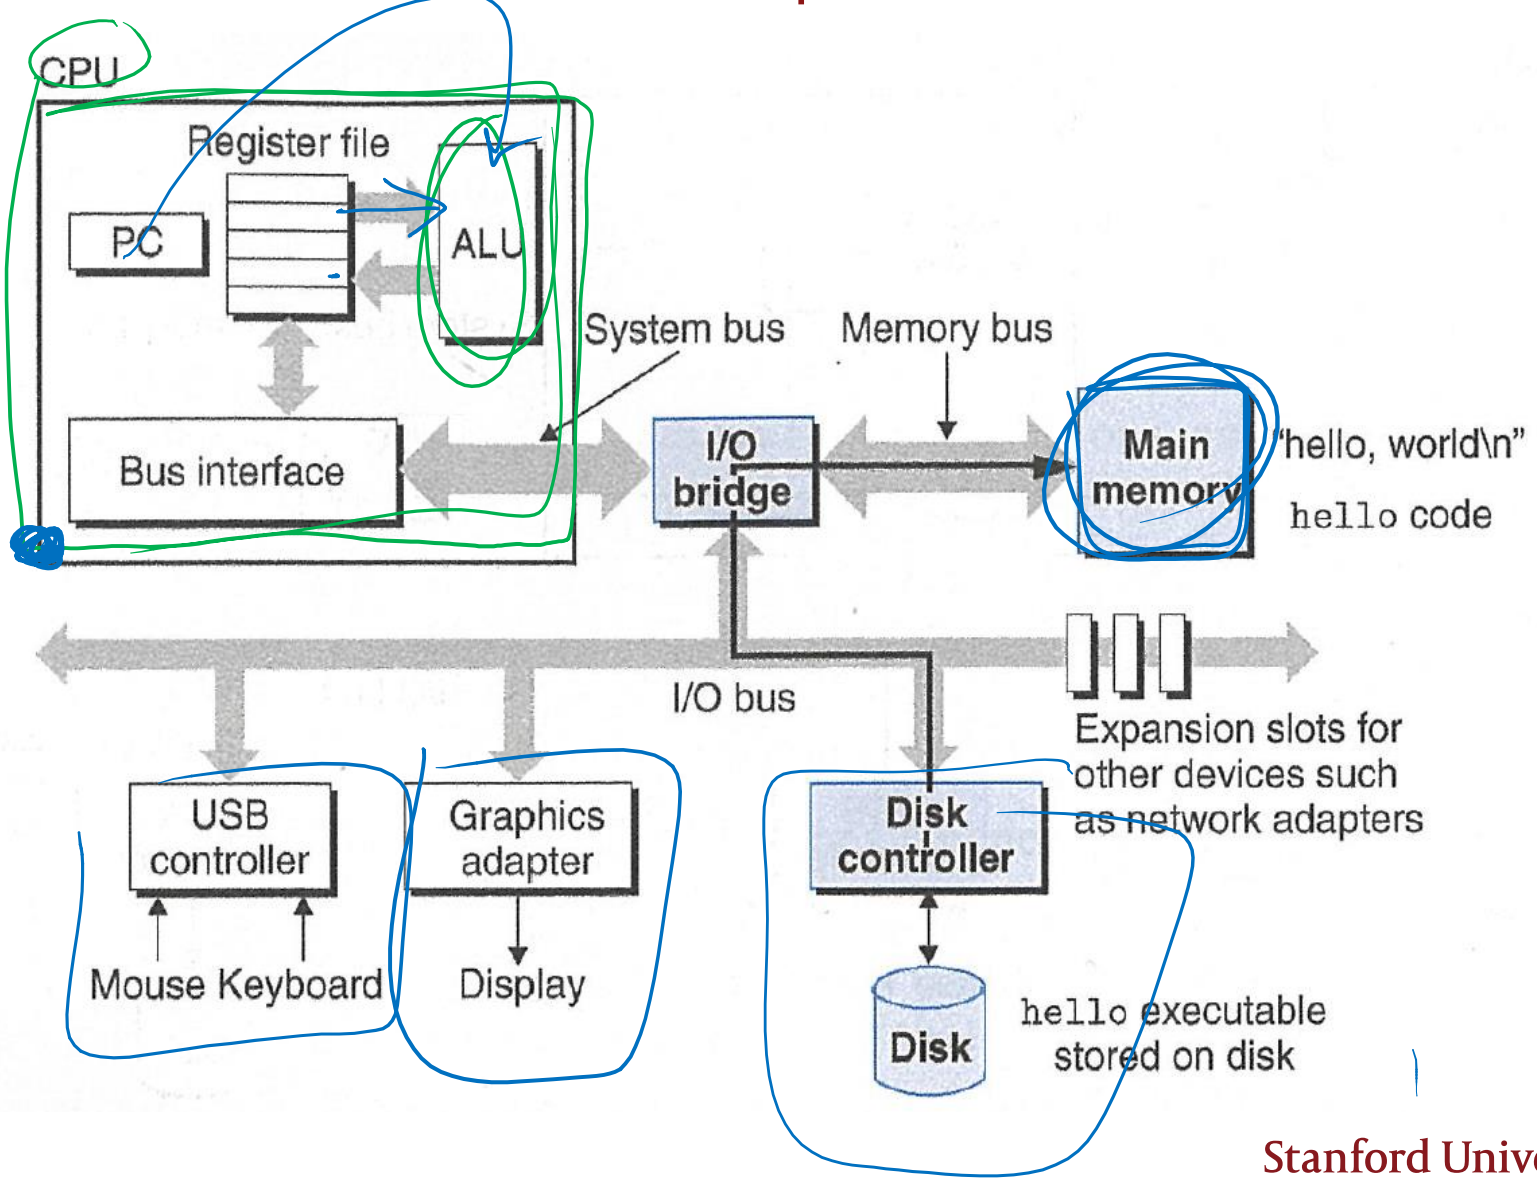 CPU
Register file
PC
ALU
System bus
Memory bus
Bus interface
I/O
bridge
Main
memory
"hello, world\n"
hello code
I/O bus
Expansion slots for
other devices such
as network adapters
USB
controller
Graphics
adapter
Disk
controller
Mouse Keyboard
Display
Disk
hello executable
stored on disk
Stanford